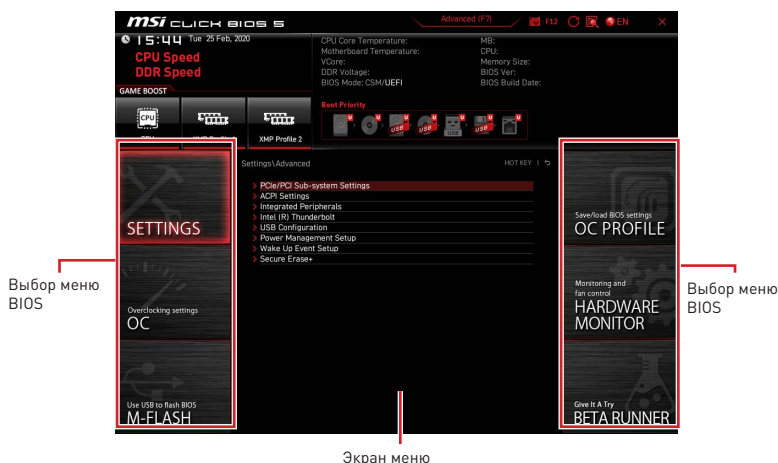 msi CLICK BIOS 5
Advanced (F7)
F12
EN
X
15:44 Tue 25 Feb, 2020
CPU Speed
DDR Speed
CPU Core Temperature:
Motherboard Temperature:
VCore:
DDR Voltage:
BIOS Mode: CSM/UEFI
MB:
CPU:
Memory Size:
BIOS Ver:
BIOS Build Date:
GAME BOOST
Boot Priority
CPU
U U U U U U U
USB USB USB USB
XMP Profile 2
Settings\Advanced
HOT KEY |
> PCIe/PCI Sub-system Settings
> ACPI Settings
> Integrated Peripherals
> Intel (R) Thunderbolt
> USB Configuration
> Power Management Setup
> Wake Up Event Setup
> Secure Erase+
SETTINGS
Overclocking settings
OC
Use USB to flash BIOS
M-FLASH
Save/load BIOS settings
OC PROFILE
Monitoring and
fan control
HARDWARE
MONITOR
Give It A Try
BETA RUNNER
Выбор меню
BIOS
Выбор меню
BIOS
Экран меню